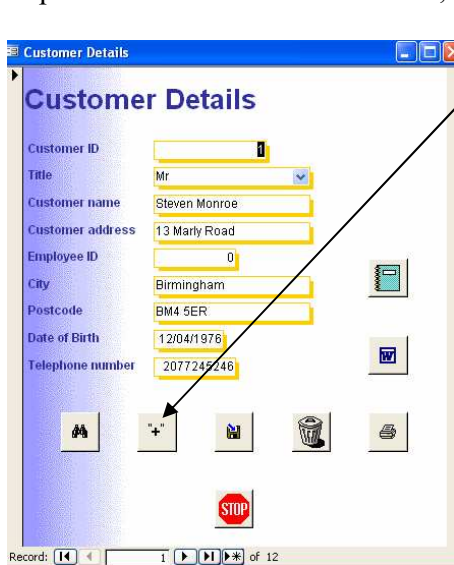 Customer Details
Customer Details
Customer ID 1
Title Mr
Customer name Steven Monroe
Customer address 13 Marly Road
Employee ID 0
City Birmingham
Postcode BM4 5ER
Date of Birth 12/04/1976
Telephone number 2077245246
"+"
W
STOP
Record: 1 of 12